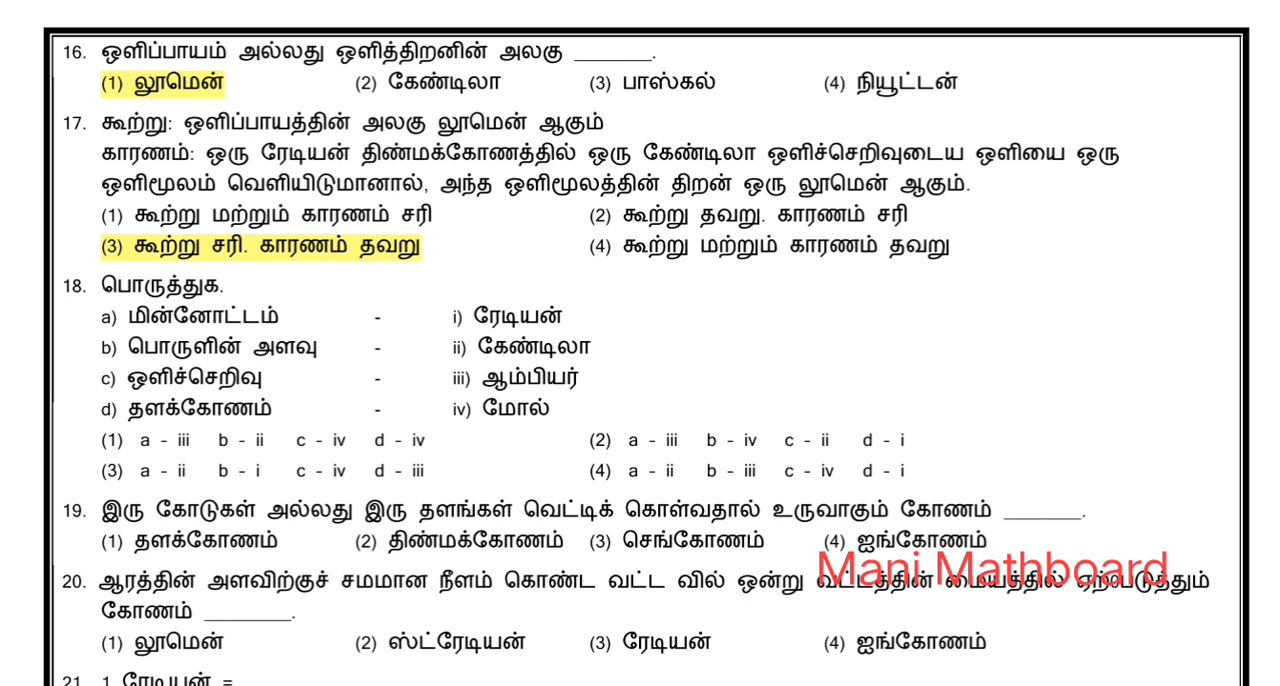 16. ஒளிப்பாயம் அல்லது ஒளித்திறனின் அலகு ________.
(1) லூமென் (2) கேண்டிலா (3) பாஸ்கல் (4) நியூட்டன்
17. கூற்று: ஒளிப்பாயத்தின் அலகு லூமென் ஆகும்
காரணம்: ஒரு ரேடியன் திண்மக்கோணத்தில் ஒரு கேண்டிலா ஒளிச்செறிவுடைய ஒளியை ஒரு
ஒளிமூலம் வெளியிடுமானால், அந்த ஒளிமூலத்தின் திறன் ஒரு லூமென் ஆகும்.
(1) கூற்று மற்றும் காரணம் சரி (2) கூற்று தவறு. காரணம் சரி
(3) கூற்று சரி. காரணம் தவறு (4) கூற்று மற்றும் காரணம் தவறு
18. பொருத்துக.
a) மின்னோட்டம் - i) ரேடியன்
b) பொருளின் அளவு - ii) கேண்டிலா
c) ஒளிச்செறிவு - iii) ஆம்பியர்
d) தளக்கோணம் - iv) மோல்
(1) a - iii b - ii c - iv d - iv (2) a - iii b - iv c - ii d - i
(3) a - ii b - i c - iv d - iii (4) a - ii b - iii c - iv d - i
19. இரு கோடுகள் அல்லது இரு தளங்கள் வெட்டிக் கொள்வதால் உருவாகும் கோணம் ________.
(1) தளக்கோணம் (2) திண்மக்கோணம் (3) செங்கோணம் (4) ஐங்கோணம்
Mani Mathboard
20. ஆரத்தின் அளவிற்குச் சமமான நீளம் கொண்ட வட்ட வில் ஒன்று வட்டத்தின் மையத்தில் ஏற்படுத்தும்
கோணம் _________.
(1) லூமென் (2) ஸ்ட்ரேடியன் (3) ரேடியன் (4) ஐங்கோணம்
21. 1 ரேடியன் =